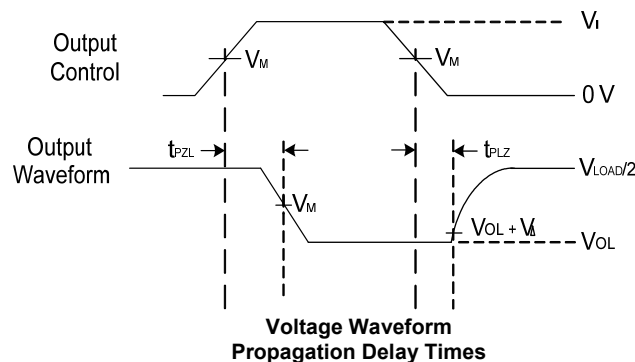 Output
Control
VM
VM
VI
0 V
Output
Waveform
tPZL
tPLZ
VLOAD/2
VM
VOL + VΔ
VOL
Voltage Waveform
Propagation Delay Times